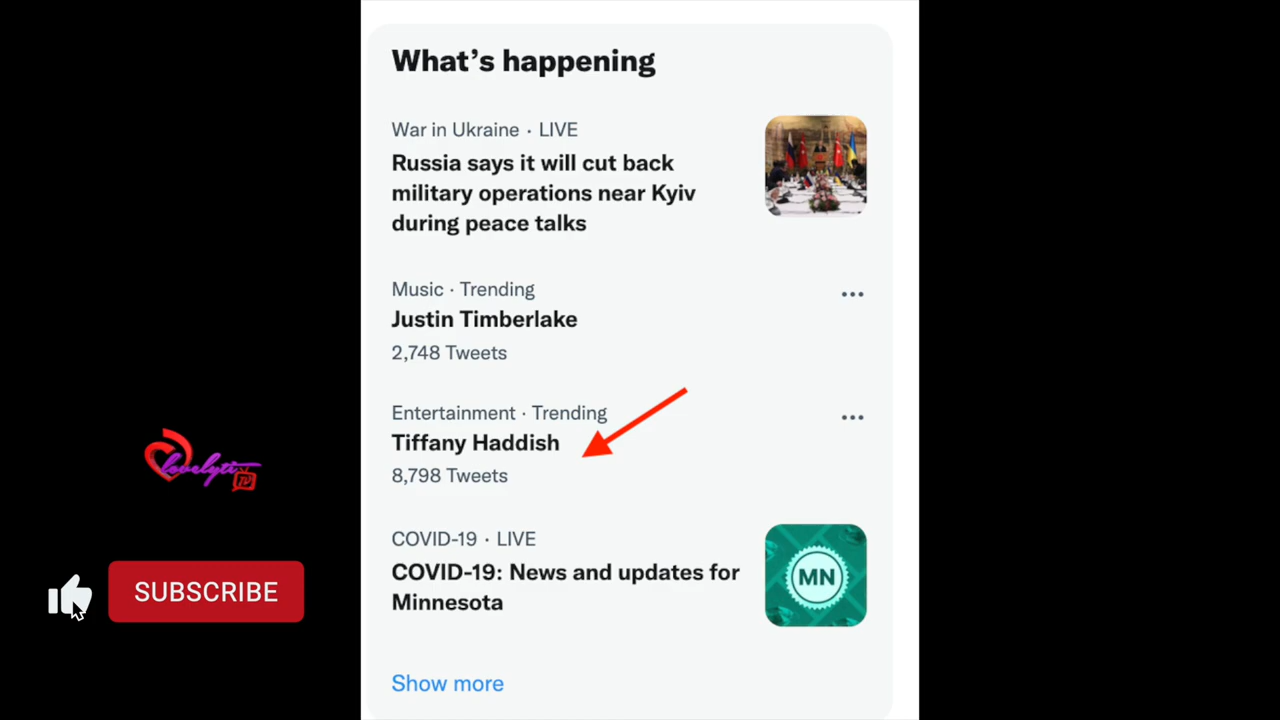 What's happening
War in Ukraine · LIVE
Russia says it will cut back
military operations near Kyiv
during peace talks
Music · Trending
Justin Timberlake
2,748 Tweets
Entertainment · Trending
Tiffany Haddish
8,798 Tweets
COVID-19 · LIVE
COVID-19: News and updates for
Minnesota
MN
Show more
lovelyti
TV
SUBSCRIBE